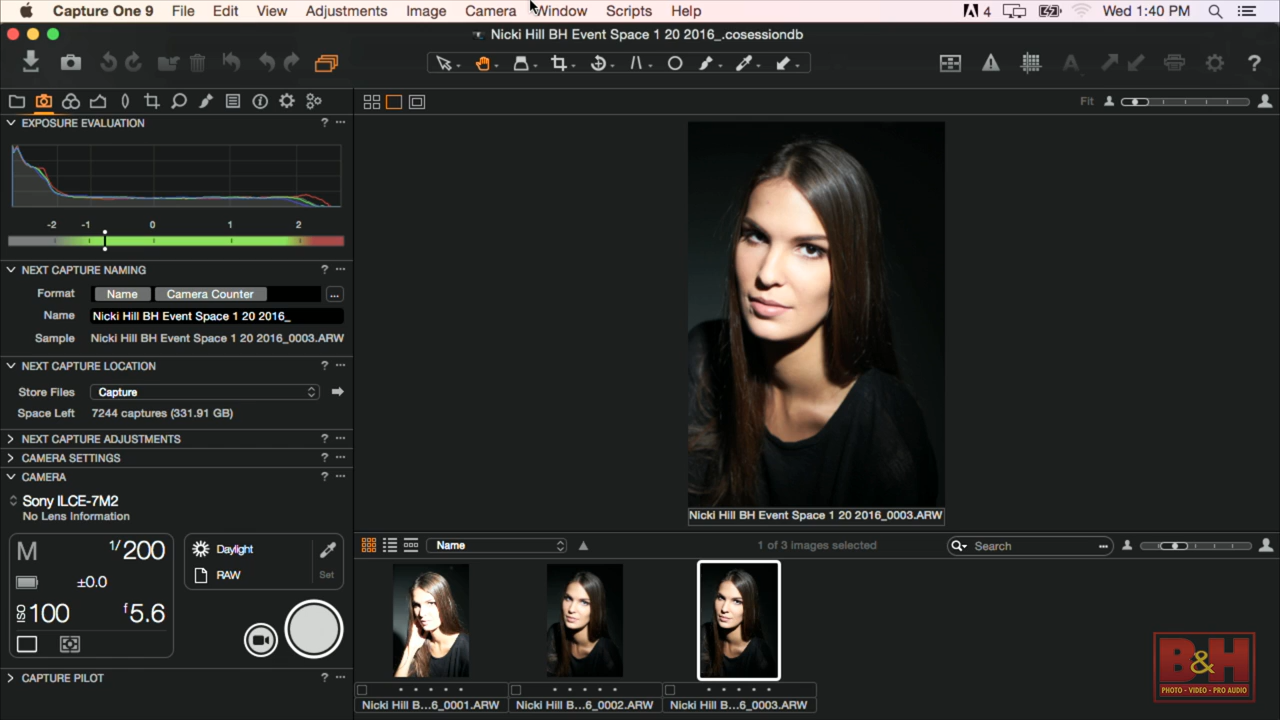 Capture One 9 File Edit View Adjustments Image Camera Window Scripts Help 4 Wed 1:40 PM
Nicki Hill BH Event Space 1 20 2016_.cosessiondb
A ?
Fit
EXPOSURE EVALUATION ? ...
-2 -1 0 1 2
NEXT CAPTURE NAMING ? ...
Format Name Camera Counter ...
Name Nicki Hill BH Event Space 1 20 2016_
Sample Nicki Hill BH Event Space 1 20 2016_0003.ARW
NEXT CAPTURE LOCATION ? ...
Store Files Capture
Space Left 7244 captures (331.91 GB)
NEXT CAPTURE ADJUSTMENTS ? ...
CAMERA SETTINGS ? ...
CAMERA ? ...
Sony ILCE-7M2
No Lens Information
M 1/200
±0.0
ISO 100 f5.6
Daylight
RAW Set
CAPTURE PILOT ? ...
Nicki Hill BH Event Space 1 20 2016_0003.ARW
Name 1 of 3 images selected Search ...
Nicki Hill B...6_0001.ARW Nicki Hill B...6_0002.ARW Nicki Hill B...6_0003.ARW
B&H
PHOTO - VIDEO - PRO AUDIO